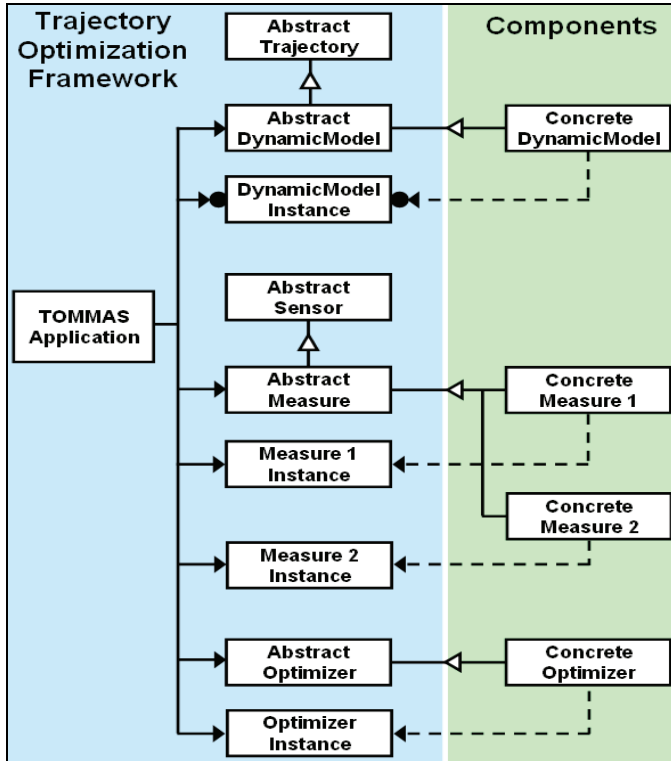 Trajectory
Optimization
Framework
Components
Abstract
Trajectory
Abstract
DynamicModel
Concrete
DynamicModel
DynamicModel
Instance
TOMMAS
Application
Abstract
Sensor
Abstract
Measure
Concrete
Measure 1
Measure 1
Instance
Concrete
Measure 2
Measure 2
Instance
Abstract
Optimizer
Concrete
Optimizer
Optimizer
Instance